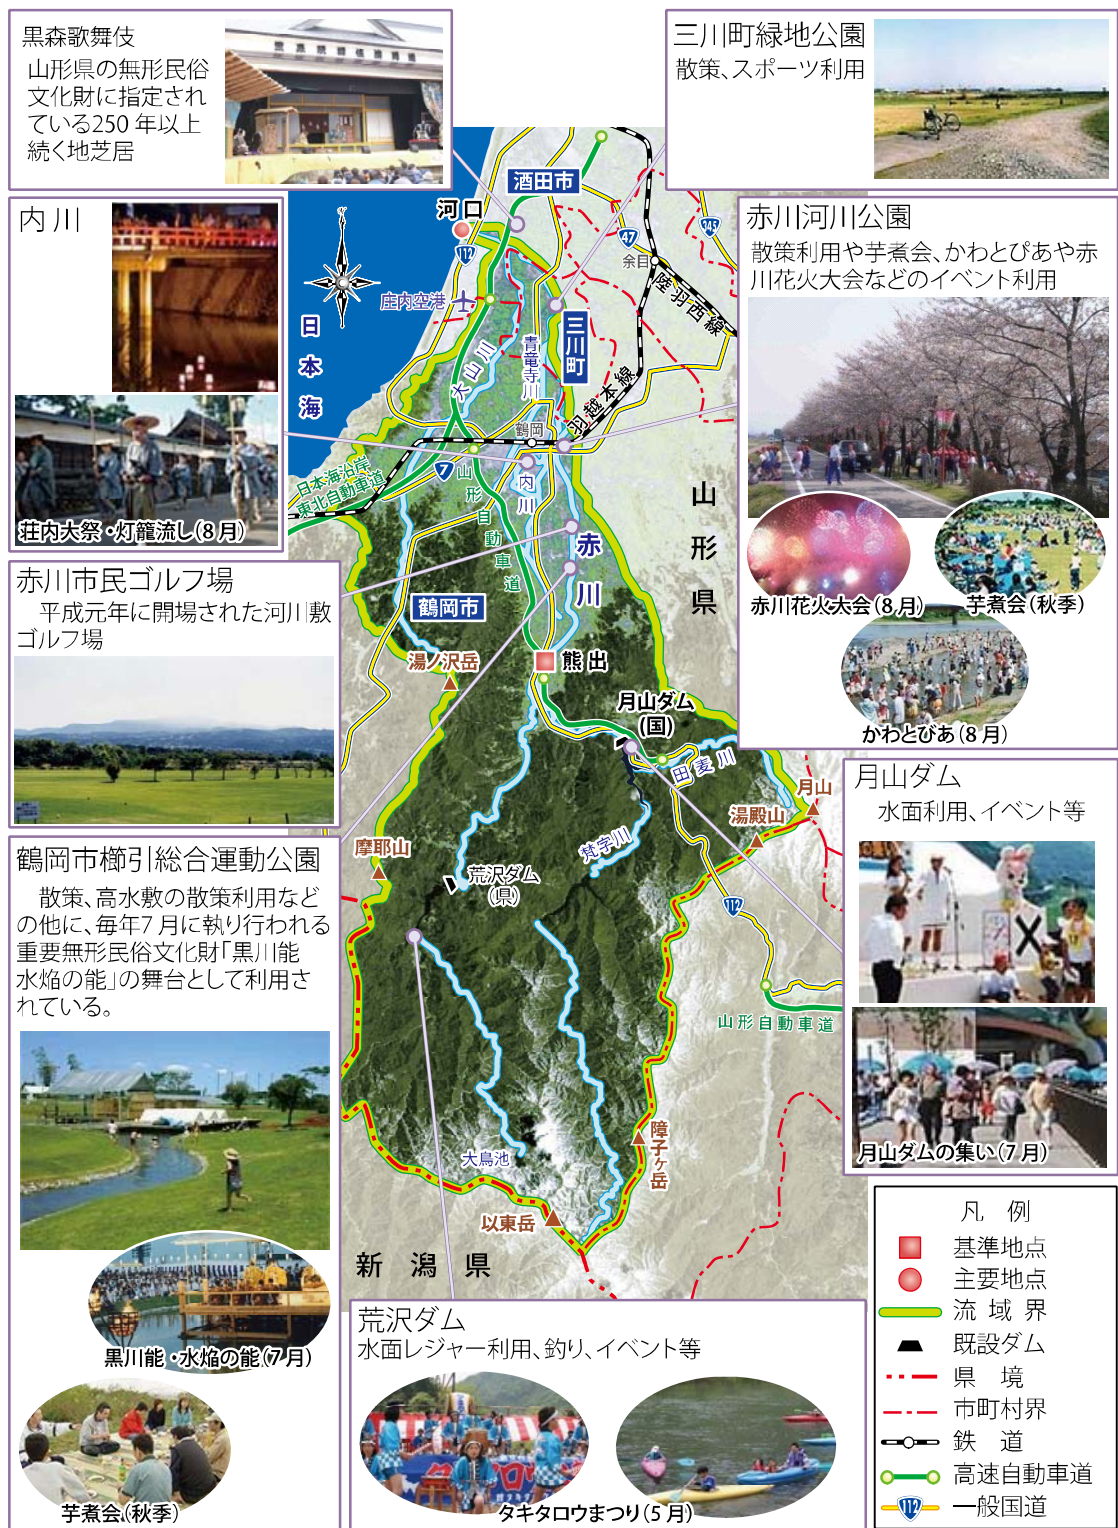 黒森歌舞伎
山形県の無形民俗
文化財に指定され
ている250 年以上
続く地芝居
三川町緑地公園
散策、スポーツ利用
内川
荘内大祭・灯籠流し(8月)
赤川河川公園
散策利用や芋煮会、かわとぴあや赤
川花火大会などのイベント利用
赤川花火大会(8月)
芋煮会(秋季)
かわとぴあ(8月)
赤川市民ゴルフ場
平成元年に開場された河川敷
ゴルフ場
鶴岡市櫛引総合運動公園
散策、高水敷の散策利用など
の他に、毎年7月に執り行われる
重要無形民俗文化財「黒川能
水焔の能」の舞台として利用さ
れている。
黒川能・水焔の能(7月)
芋煮会(秋季)
月山ダム
水面利用、イベント等
月山ダムの集い(7月)
荒沢ダム
水面レジャー利用、釣り、イベント等
タキタロウまつり(5月)
酒田市
河口
112
47
345
余目
陸羽西線
庄内空港
日本海
大山川
青竜寺川
三川町
羽越本線
鶴岡
7
内川
日本海沿岸
東北自動車道
山形自動車道
赤川
山形県
鶴岡市
湯ノ沢岳
熊出
月山ダム
(国)
田麦川
月山
湯殿山
梵字川
摩耶山
荒沢ダム
(県)
112
山形自動車道
大鳥池
障子ヶ岳
以東岳
新潟県
凡例
基準地点
主要地点
流域界
既設ダム
県境
市町村界
鉄道
高速自動車道
112
一般国道